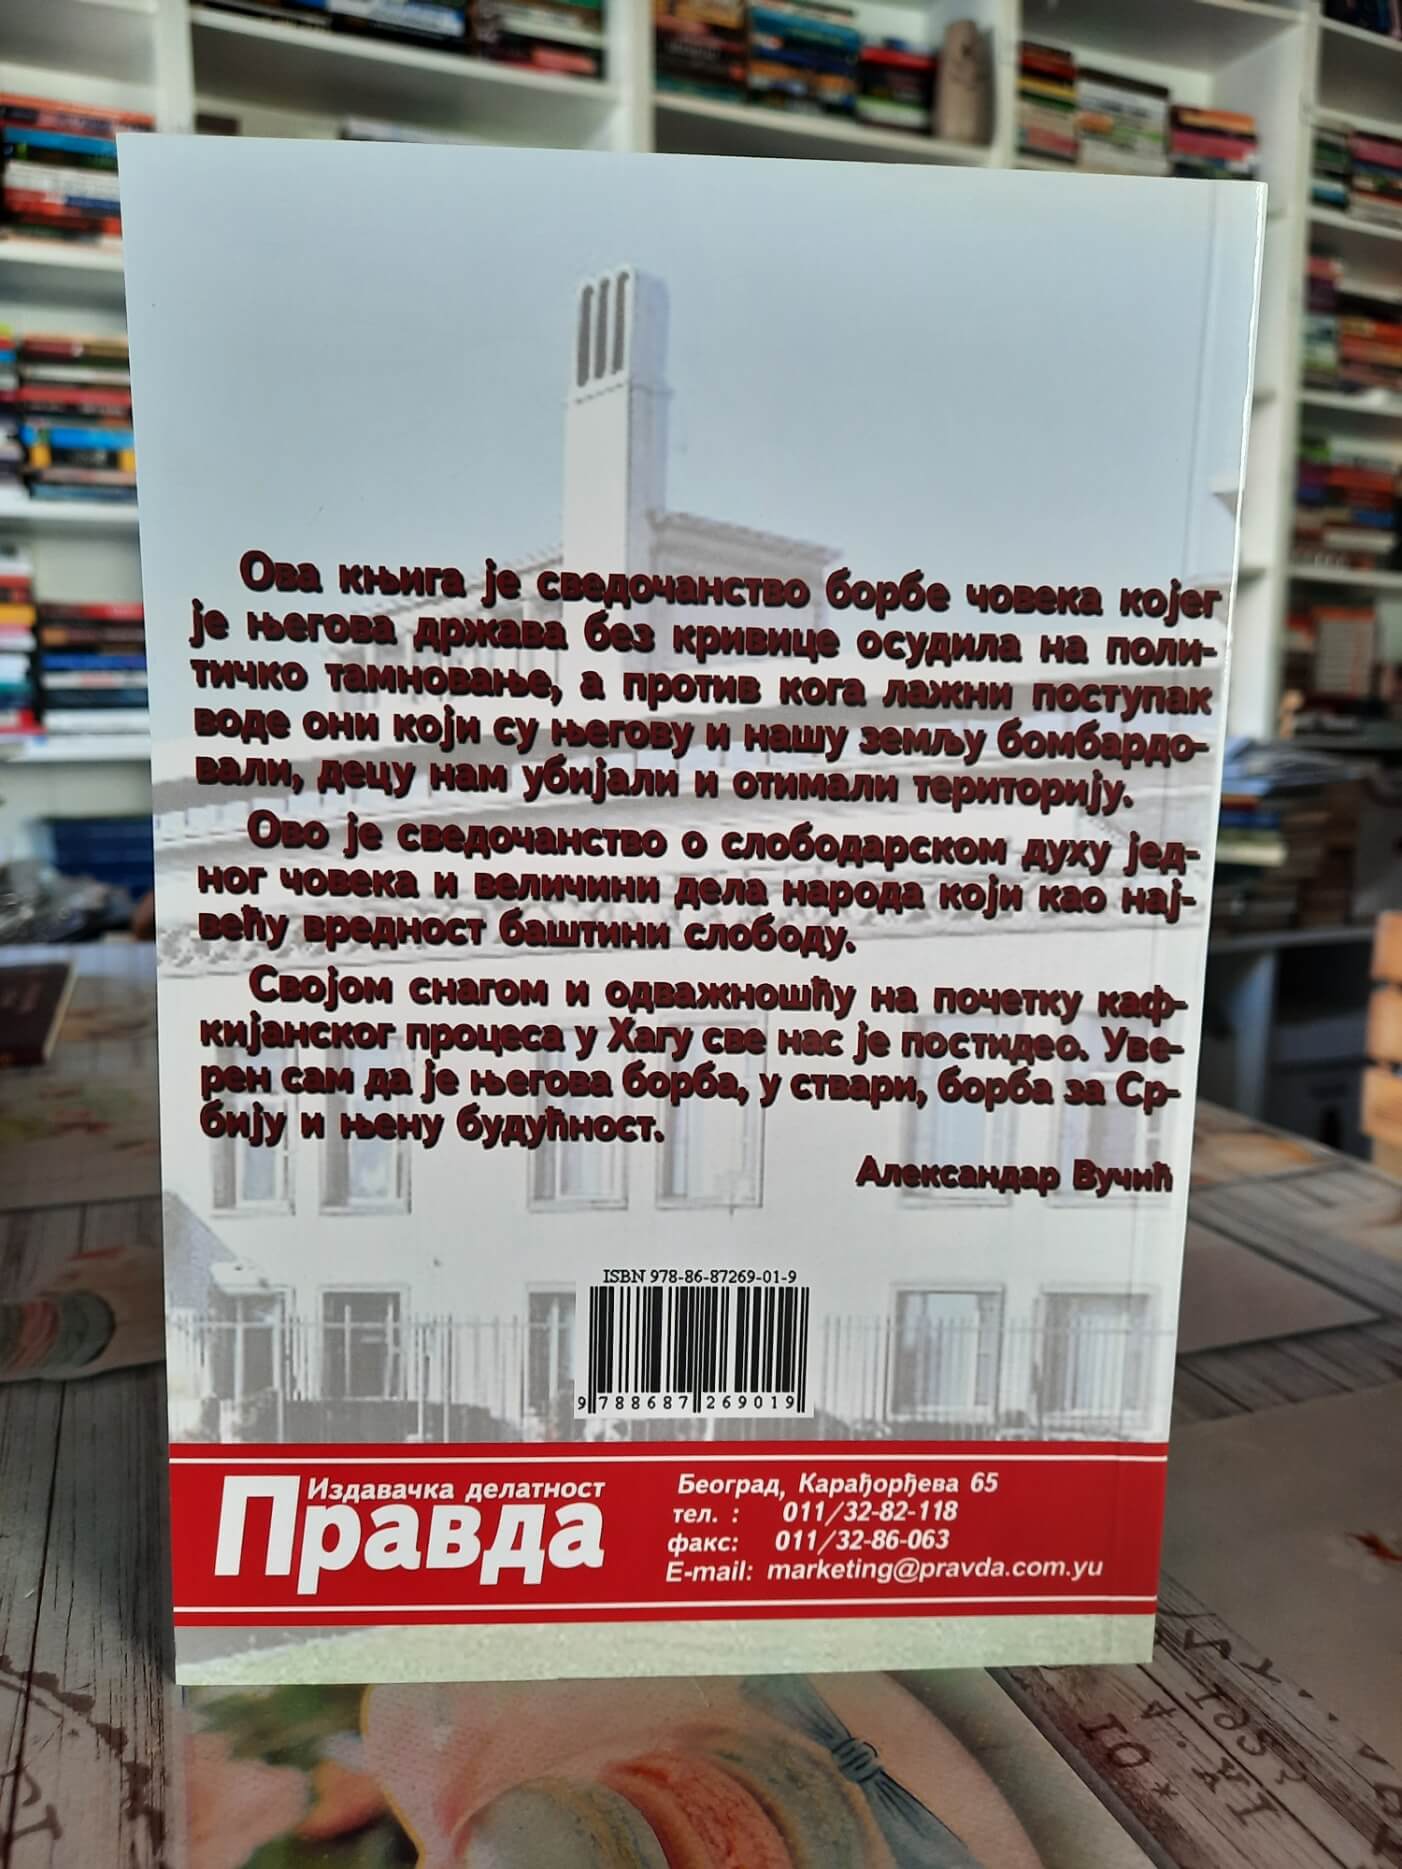 Ова књига је сведочанство борбе човека којег
је његова држава без кривице осудила на поли-
тичко тамновање, а против кога лажни поступак
воде они који су његову и нашу земљу бомбардо-
вали, децу нам убијали и отимали територију.
Ово је сведочанство о слободарском духу јед-
ног човека и величини дела народа који као нај-
већу вредност баштини слободу.
Својом снагом и одважношћу на почетку каф-
кијанског процеса у Хагу све нас је постидео. Уве-
рен сам да је његова борба, у ствари, борба за Ср-
бију и њену будућност.
Александар Вучић
ISBN 978-86-87269-01-9
9 788687 269019
Издавачка делатност
Правда
Београд, Карађорђева 65
тел. : 011/32-82-118
факс: 011/32-86-063
E-mail: marketing@pravda.com.yu